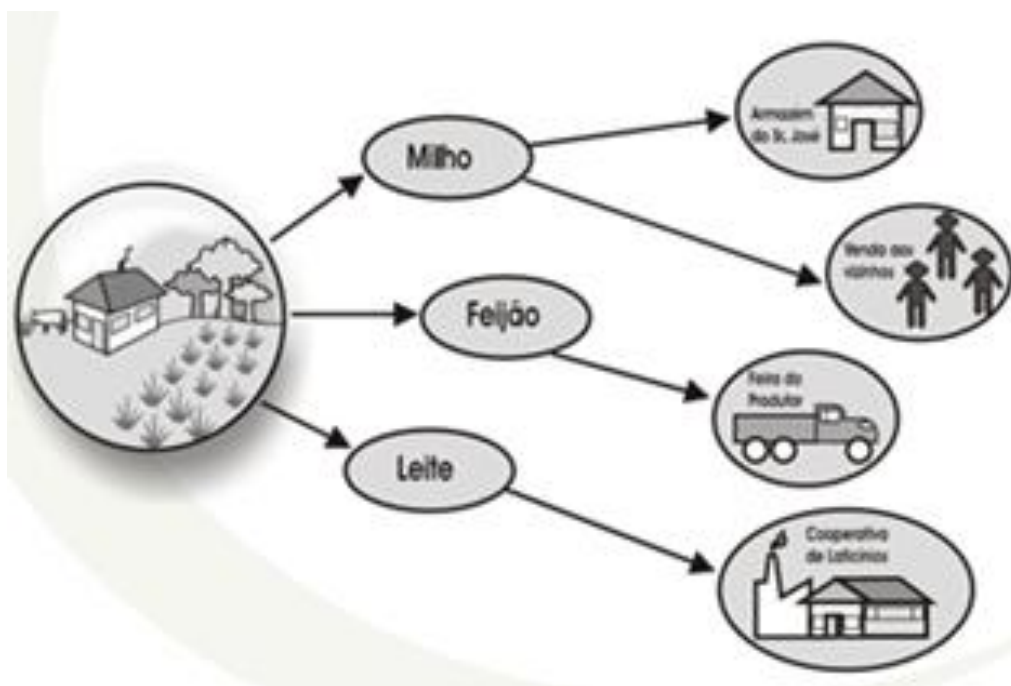 Milho
Armazém
do Sr. José
Venda aos
vizinhos
Feijão
Feira do
Produtor
Leite
Cooperativa
de Laticínios